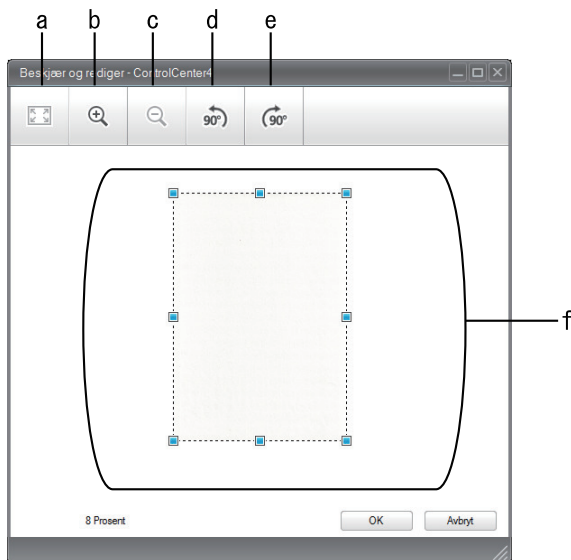 a b c d e
Beskjær og rediger - ControlCenter4
90° 90°
f
8 Prosent OK Avbryt